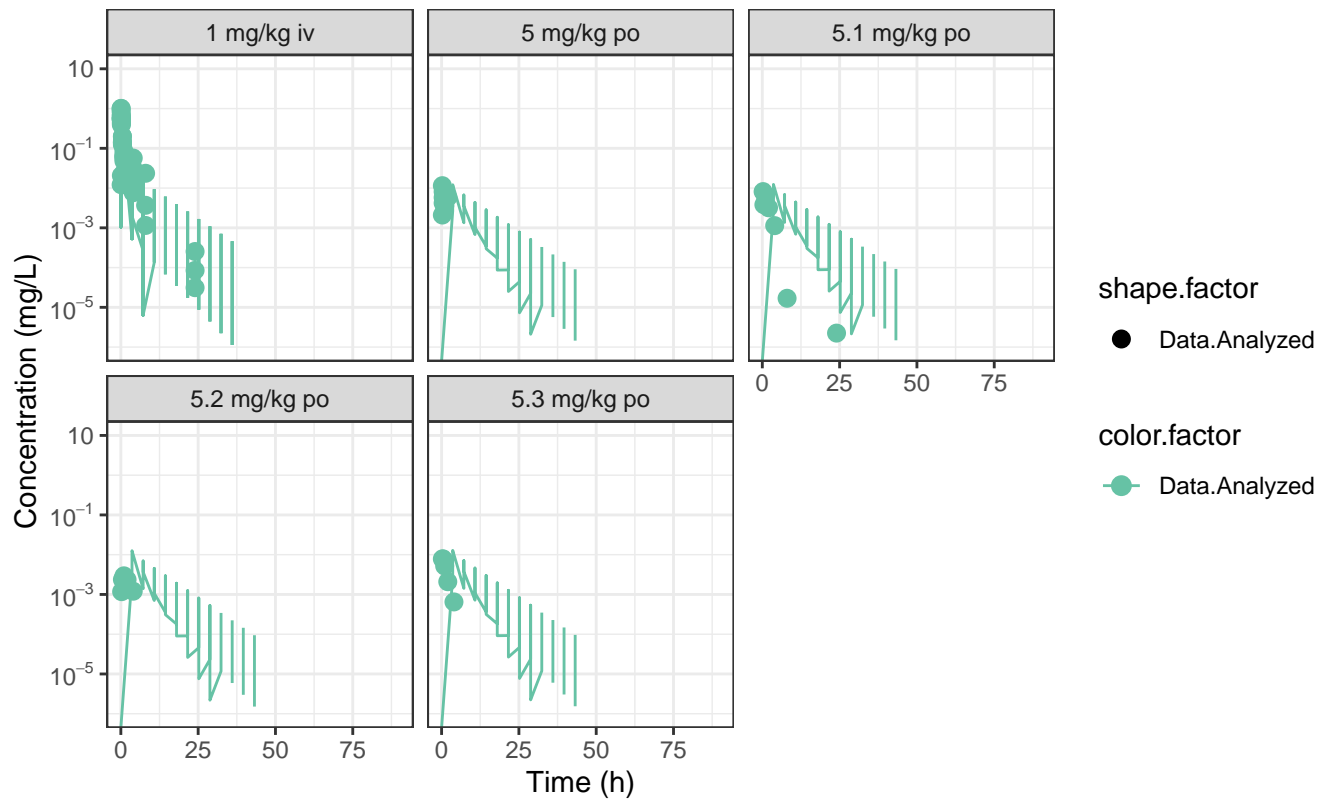 1 mg/kg iv
5 mg/kg po
5.1 mg/kg po
10
10⁻¹
10⁻³
10⁻⁵
0 25 50 75
5.2 mg/kg po
5.3 mg/kg po
10
10⁻¹
10⁻³
10⁻⁵
0 25 50 75
0 25 50 75
Time (h)
Concentration (mg/L)
shape.factor
Data.Analyzed
color.factor
Data.Analyzed